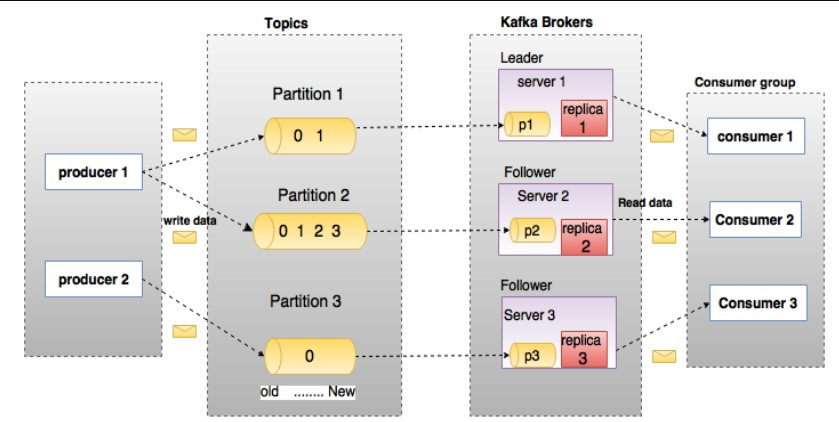 Topics
Kafka Brokers
Consumer group
producer 1
producer 2
write data
Partition 1
0 1
Partition 2
0 1 2 3
Partition 3
0
old ........ New
Leader
server 1
p1
replica
1
Follower
Server 2
p2
replica
2
Follower
Server 3
p3
replica
3
Read data
consumer 1
Consumer 2
Consumer 3